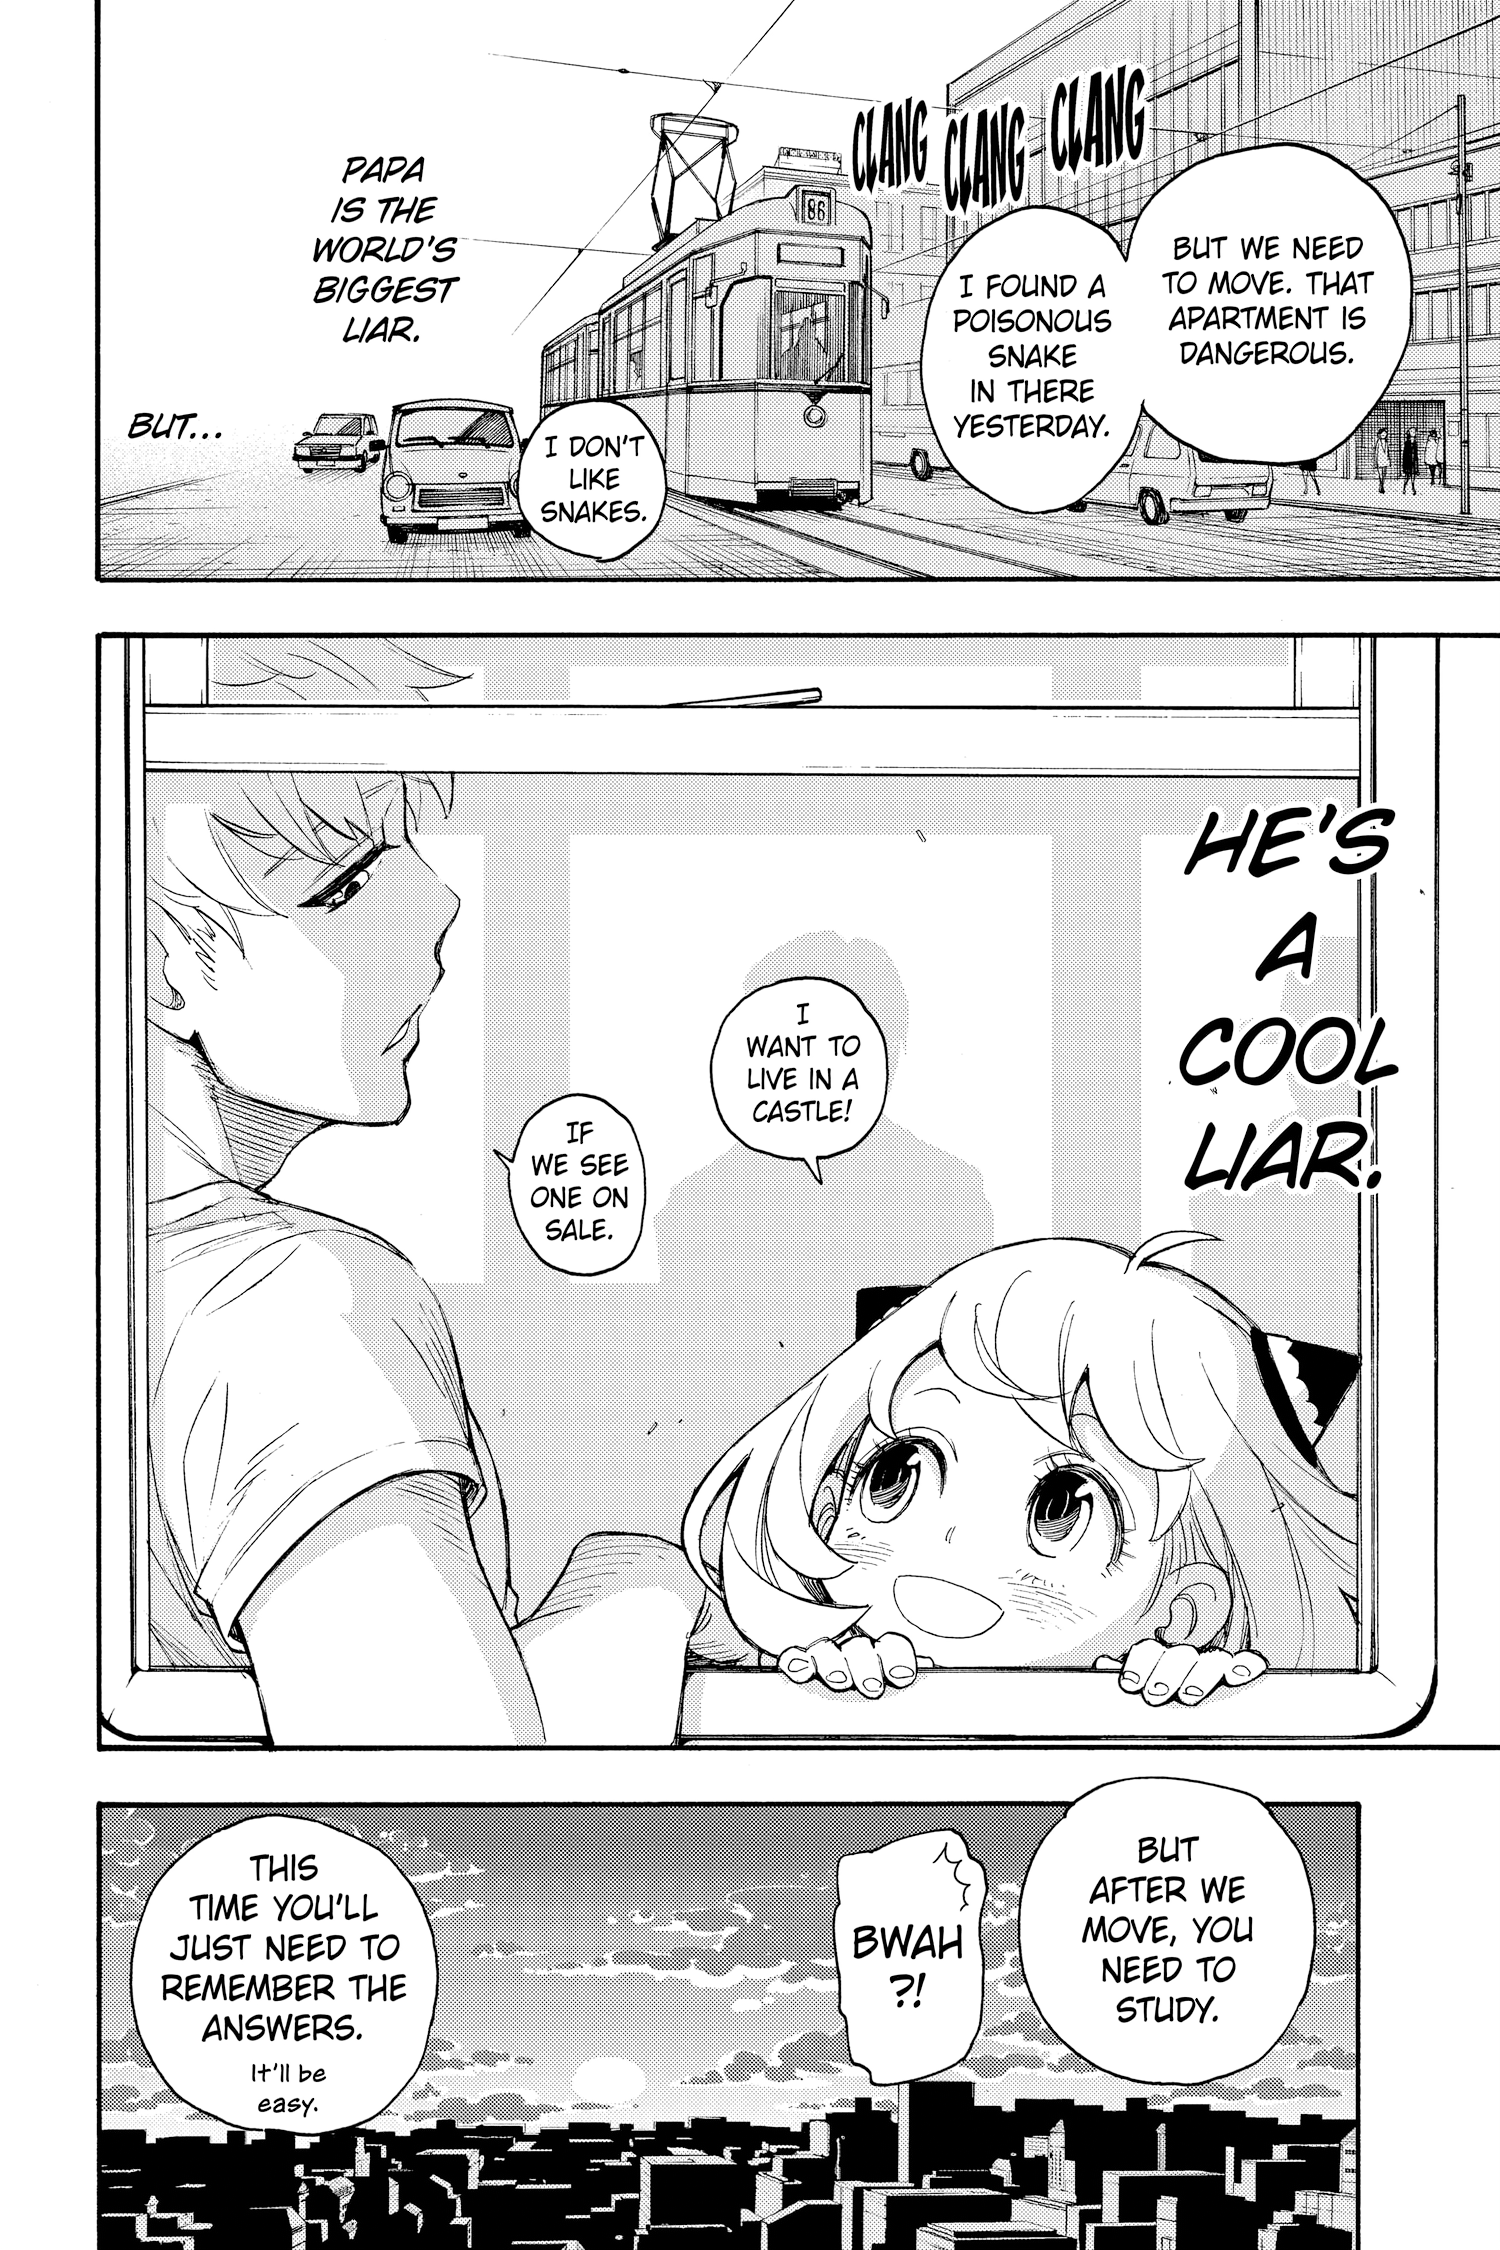 CLANG CLANG CLANG
BUT WE NEED
TO MOVE. THAT
APARTMENT IS
DANGEROUS.
I FOUND A
POISONOUS
SNAKE
IN THERE
YESTERDAY.
86
I DON'T
LIKE
SNAKES.
PAPA
IS THE
WORLD'S
BIGGEST
LIAR.
BUT...
HE'S
A
COOL
LIAR.
I
WANT TO
LIVE IN A
CASTLE!
IF
WE SEE
ONE ON
SALE.
BUT
AFTER WE
MOVE, YOU
NEED TO
STUDY.
BWAH
?!
THIS
TIME YOU'LL
JUST NEED TO
REMEMBER THE
ANSWERS.
It'll be
easy.